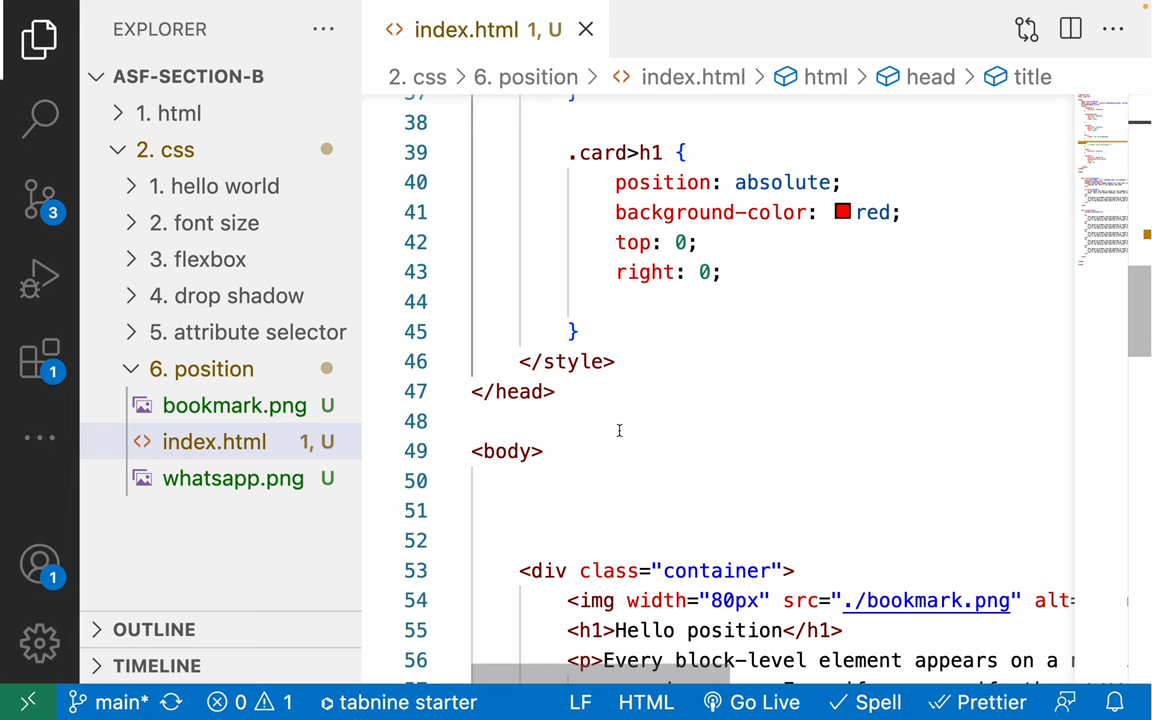 EXPLORER
ASF-SECTION-B
1. html
2. css
1. hello world
2. font size
3. flexbox
4. drop shadow
5. attribute selector
6. position
bookmark.png U
index.html 1, U
whatsapp.png U
OUTLINE
TIMELINE
3
1
1
index.html 1, U
2. css > 6. position > index.html > html > head > title
37 }
38
39 .card>h1 {
40 position: absolute;
41 background-color: red;
42 top: 0;
43 right: 0;
44
45 }
46 </style>
47 </head>
48
49 <body>
50
51
52
53 <div class="container">
54 <img width="80px" src="./bookmark.png" alt=
55 <h1>Hello position</h1>
56 <p>Every block-level element appears on a
main* 0 1 tabnine starter LF HTML Go Live Spell Prettier